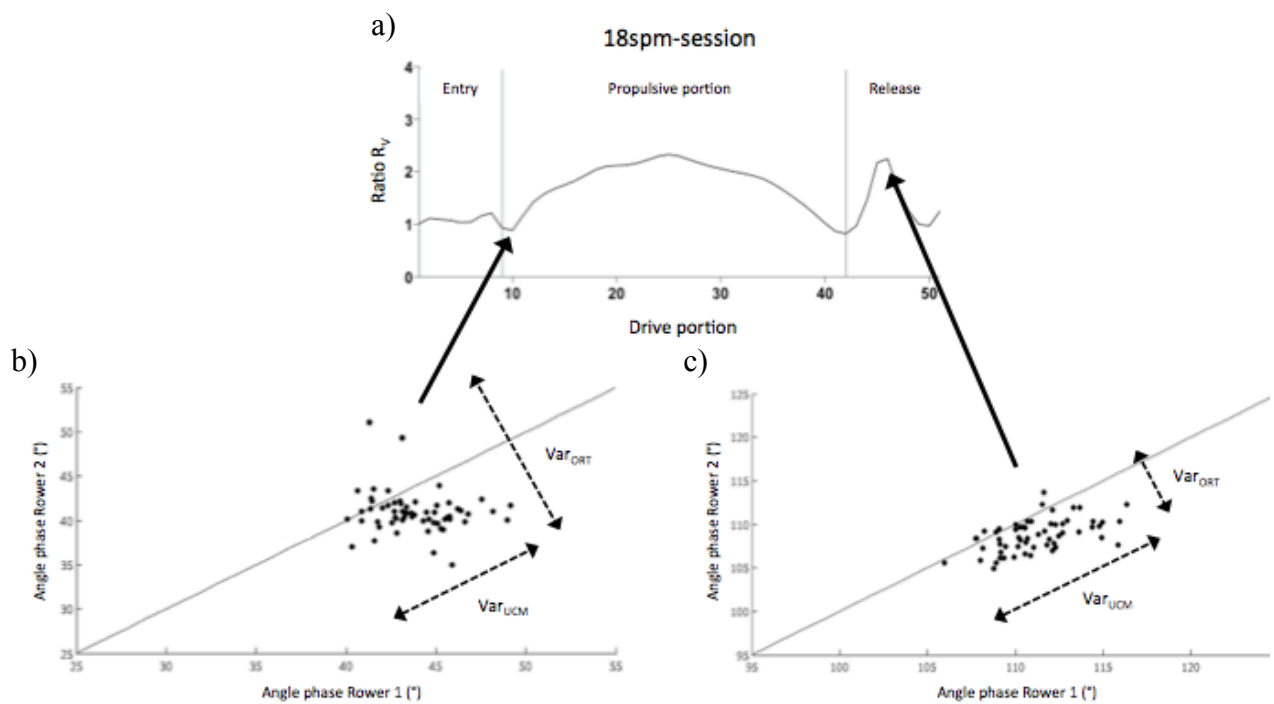 a)
18spm-session
4
3
2
1
0
Ratio R_V
Entry
Propulsive portion
Release
10
20
30
40
50
Drive portion
b)
55
50
45
40
35
30
25
Angle phase Rower 2 (°)
Var_ORT
Var_UCM
25
30
35
40
45
50
55
Angle phase Rower 1 (°)
c)
125
120
115
110
105
100
95
Angle phase Rower 2 (°)
Var_ORT
Var_UCM
95
100
105
110
115
120
Angle phase Rower 1 (°)